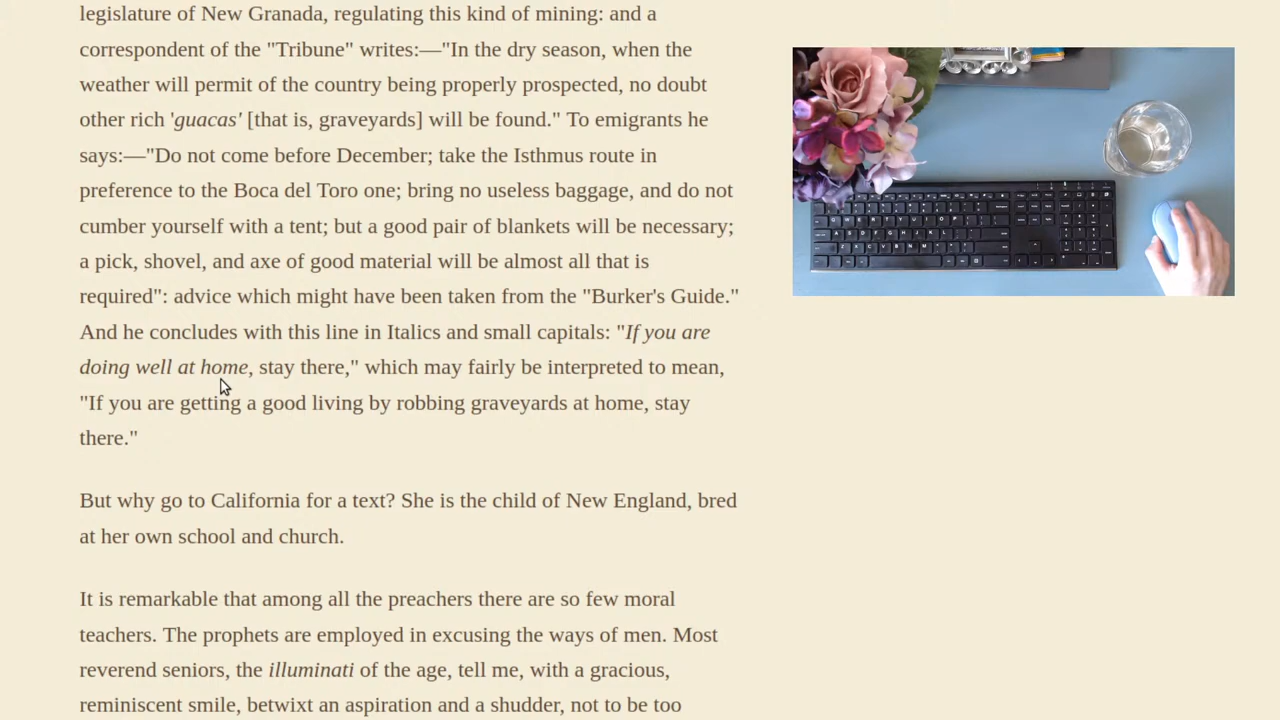 legislature of New Granada, regulating this kind of mining: and a
correspondent of the "Tribune" writes:—"In the dry season, when the
weather will permit of the country being properly prospected, no doubt
other rich 'guacas' [that is, graveyards] will be found." To emigrants he
says:—"Do not come before December; take the Isthmus route in
preference to the Boca del Toro one; bring no useless baggage, and do not
cumber yourself with a tent; but a good pair of blankets will be necessary;
a pick, shovel, and axe of good material will be almost all that is
required": advice which might have been taken from the "Burker's Guide."
And he concludes with this line in Italics and small capitals: "If you are
doing well at home, stay there," which may fairly be interpreted to mean,
"If you are getting a good living by robbing graveyards at home, stay
there."
But why go to California for a text? She is the child of New England, bred
at her own school and church.
It is remarkable that among all the preachers there are so few moral
teachers. The prophets are employed in excusing the ways of men. Most
reverend seniors, the illuminati of the age, tell me, with a gracious,
reminiscent smile, betwixt an aspiration and a shudder, not to be too